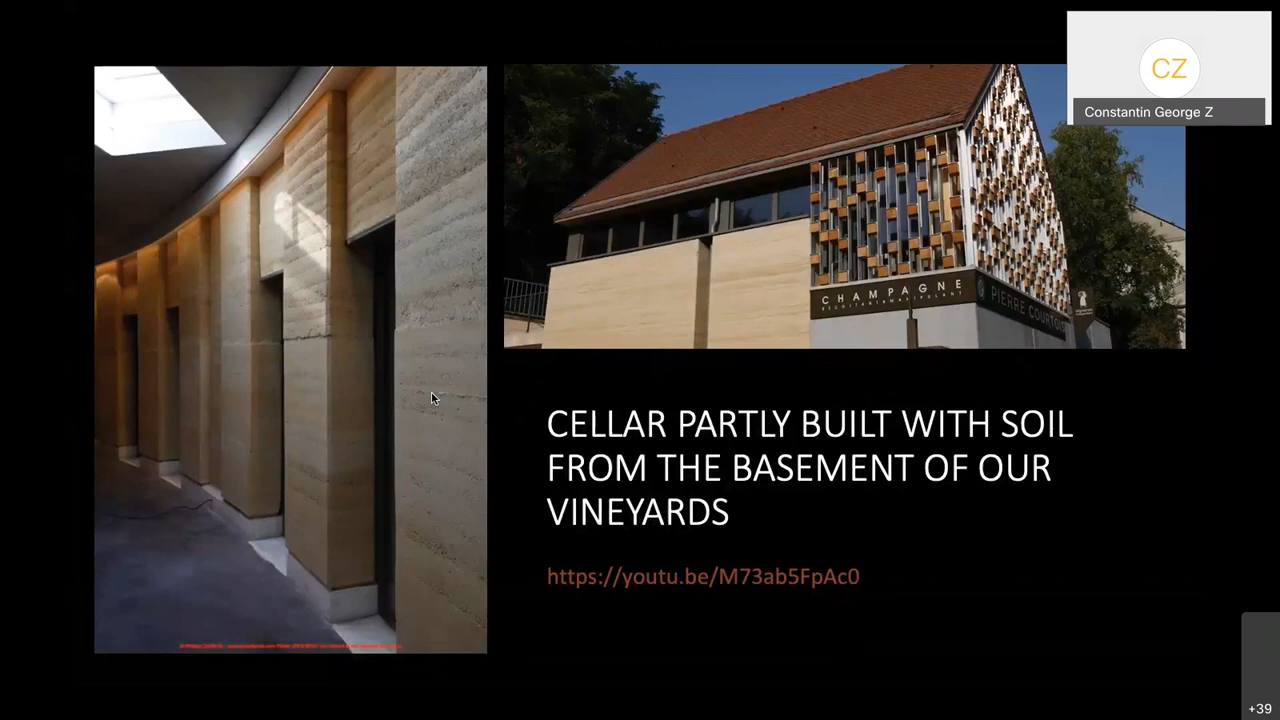 CZ
Constantin George Z
CHAMPAGNE
PIERRE COURTOIS
CELLAR PARTLY BUILT WITH SOIL
FROM THE BASEMENT OF OUR
VINEYARDS
https://youtu.be/M73ab5FpAc0
+39